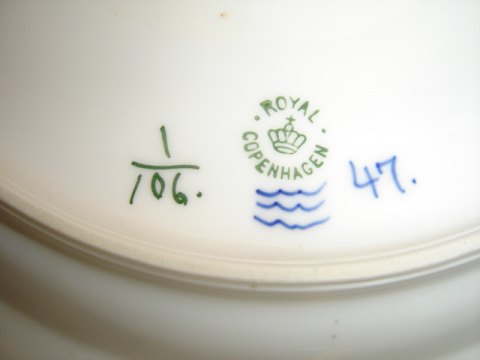 ROYAL
COPENHAGEN
1
106.
47.